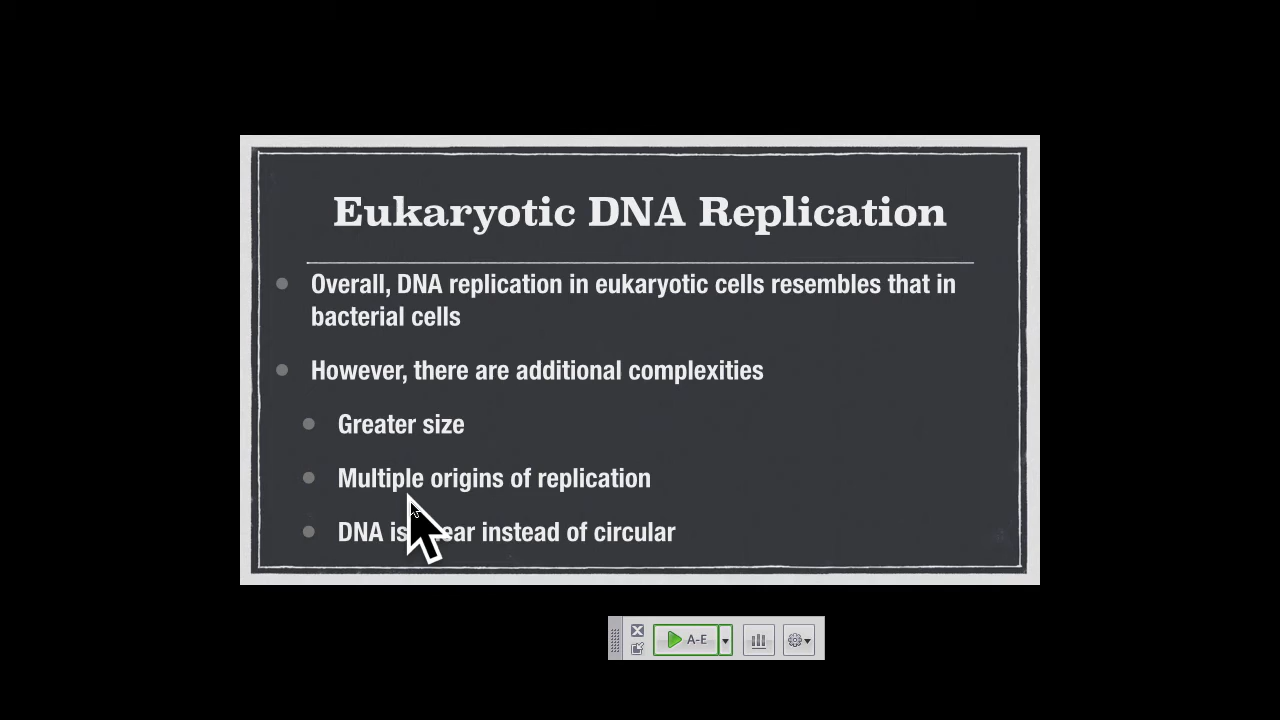 Eukaryotic DNA Replication
Overall, DNA replication in eukaryotic cells resembles that in
bacterial cells
However, there are additional complexities
Greater size
Multiple origins of replication
DNA is instead of circular
A-E